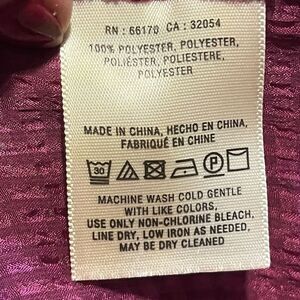 RN : 66170 CA : 32054
100% POLYESTER, POLYESTER,
POLIÉSTER, POLIESTERE,
POLYESTER
MADE IN CHINA, HECHO EN CHINA,
FABRIQUÉ EN CHINE
30 P
MACHINE WASH COLD GENTLE
WITH LIKE COLORS,
USE ONLY NON-CHLORINE BLEACH.
LINE DRY, LOW IRON AS NEEDED,
MAY BE DRY CLEANED